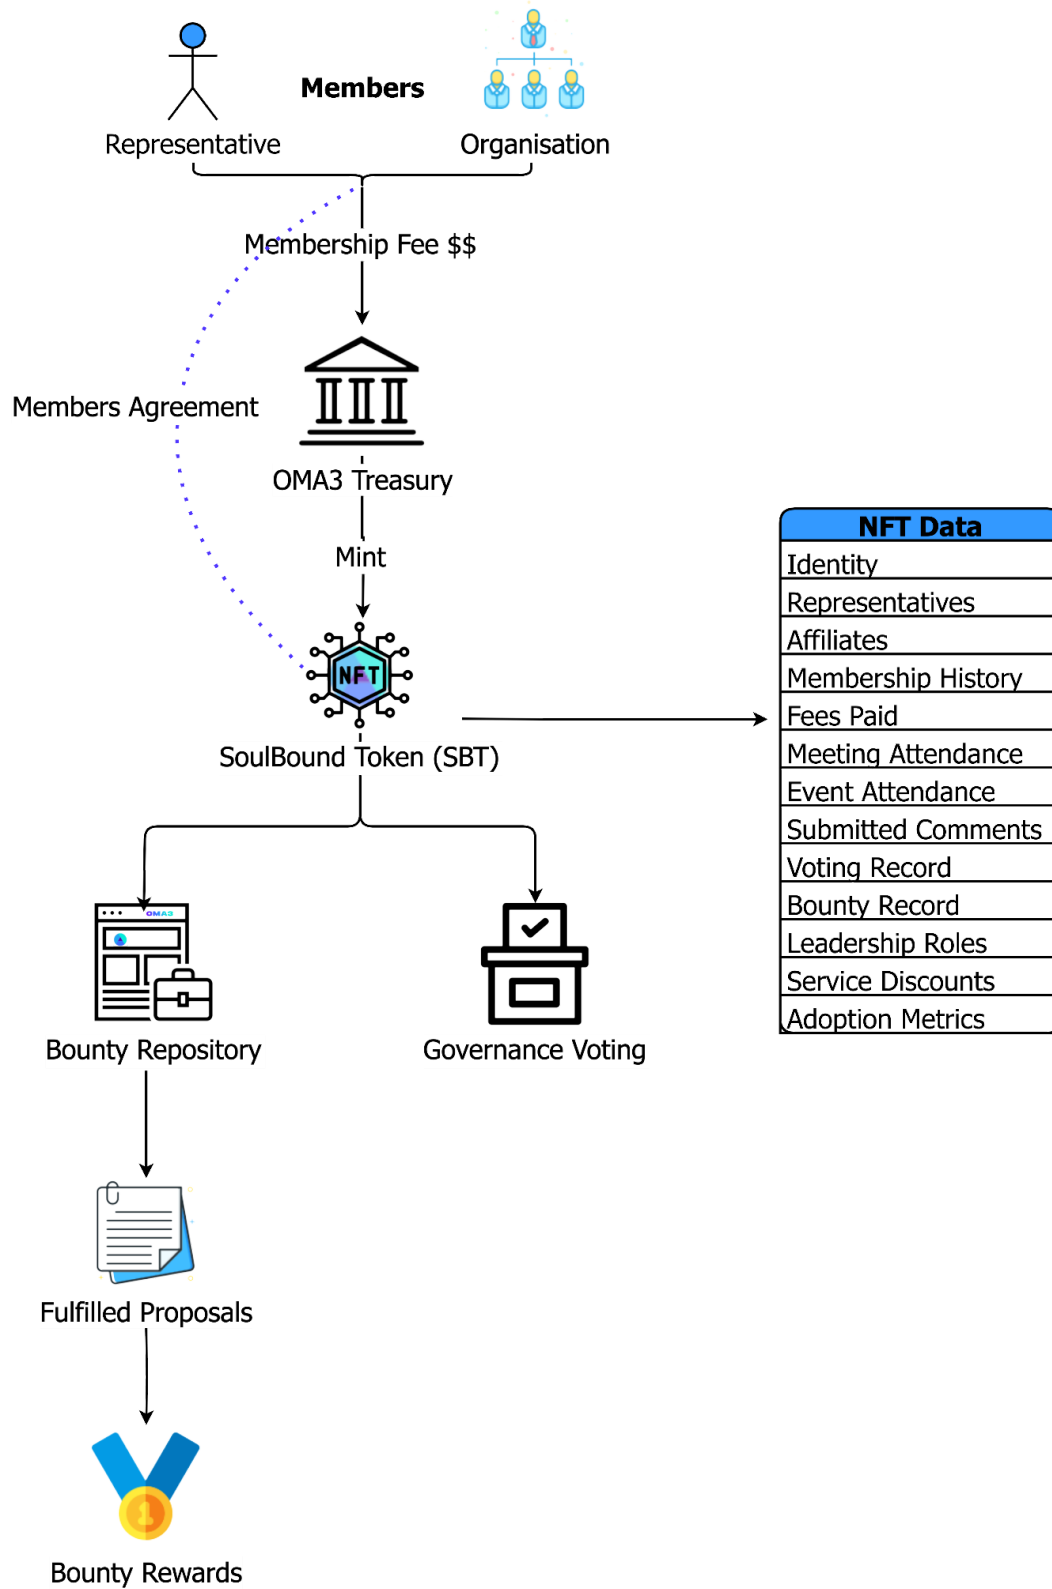 Members
Representative
Organisation
Membership Fee $$
Members Agreement
OMA3 Treasury
Mint
NFT
SoulBound Token (SBT)
NFT Data
Identity
Representatives
Affiliates
Membership History
Fees Paid
Meeting Attendance
Event Attendance
Submitted Comments
Voting Record
Bounty Record
Leadership Roles
Service Discounts
Adoption Metrics
OMA3
Bounty Repository
Governance Voting
Fulfilled Proposals
1
Bounty Rewards